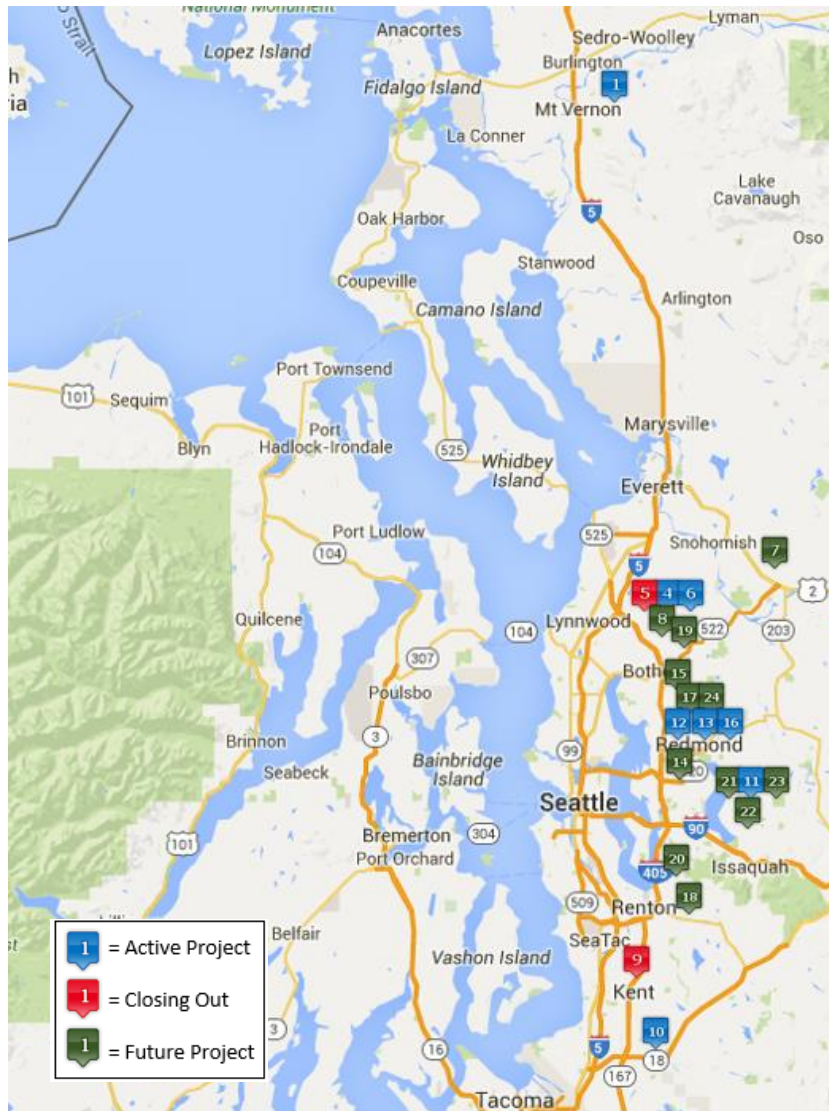 National Monument
Lyman
o Strait
Lopez Island
Anacortes
Sedro-Woolley
Burlington
h
ria
Fidalgo Island
1
Mt Vernon
La Conner
Lake
Cavanaugh
5
Oak Harbor
Oso
Stanwood
Coupeville
Camano Island
Arlington
Port Townsend
101
Sequim
Marysville
Port
Hadlock-Irondale
Blyn
525
Whidbey
Island
Everett
Port Ludlow
525
Snohomish
7
104
5
2
5 4 6
Quilcene
Lynnwood
8
19
522
203
104
307
Bothe
15
Poulsbo
17 24
12 13 16
3
Brinnon
99
Redmond
Seabeck
Bainbridge
Island
14
20
21 11 23
Seattle
22
101
Bremerton
304
90
Port Orchard
20
405
Issaquah
18
509
Renton
st
Belfair
SeaTac
Vashon Island
9
1 = Active Project
Kent
1 = Closing Out
3
10
1 = Future Project
16
5
18
167
Tacoma